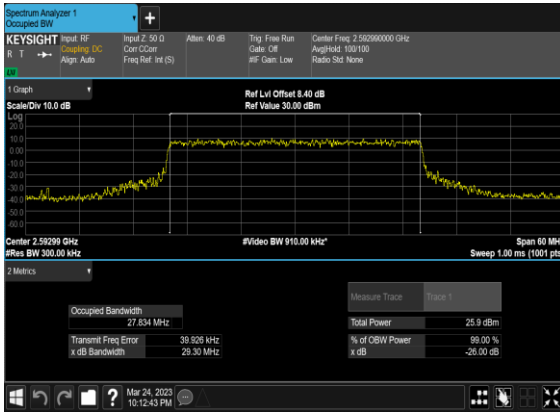 Spectrum Analyzer 1
Occupied BW
KEYSIGHT
R T
LW
Input: RF
Coupling: DC
Align: Auto
Input Z: 50 Ω
Corr CCorr
Freq Ref: Int (S)
Atten: 40 dB
Trig: Free Run
Gate: Off
#IF Gain: Low
Center Freq: 2.592990000 GHz
Avg|Hold: 100/100
Radio Std: None
1 Graph
Scale/Div 10.0 dB
Ref Lvl Offset 8.40 dB
Ref Value 30.00 dBm
Log
20.0
10.0
0.00
-10.0
-20.0
-30.0
-40.0
-50.0
-60.0
Center 2.59299 GHz
#Res BW 300.00 kHz
#Video BW 910.00 kHz*
Span 60 MH
Sweep 1.00 ms (1001 pts
2 Metrics
Measure Trace
Trace 1
Occupied Bandwidth
27.834 MHz
Total Power
25.9 dBm
Transmit Freq Error
39.926 kHz
% of OBW Power
99.00 %
x dB Bandwidth
29.30 MHz
x dB
-26.00 dB
Mar 24, 2023
10:12:43 PM